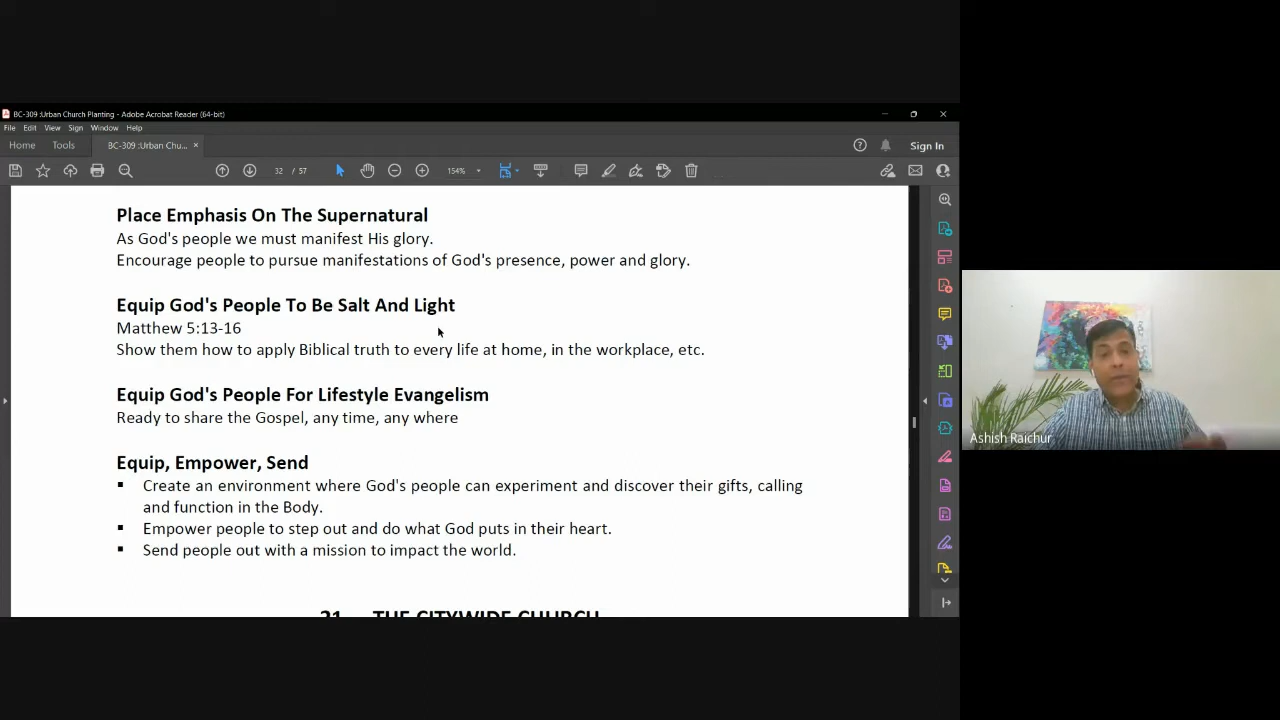 BC-309 :Urban Church Planting - Adobe Acrobat Reader (64-bit)
File Edit View Sign Window Help
Home Tools BC-309 :Urban Chu... × Sign In
32 / 57 154%
Place Emphasis On The Supernatural
As God's people we must manifest His glory.
Encourage people to pursue manifestations of God's presence, power and glory.
Equip God's People To Be Salt And Light
Matthew 5:13-16
Show them how to apply Biblical truth to every life at home, in the workplace, etc.
Equip God's People For Lifestyle Evangelism
Ready to share the Gospel, any time, any where
Equip, Empower, Send
▪ Create an environment where God's people can experiment and discover their gifts, calling
and function in the Body.
▪ Empower people to step out and do what God puts in their heart.
▪ Send people out with a mission to impact the world.
21. THE CITYWIDE CHURCH
Ashish Raichur